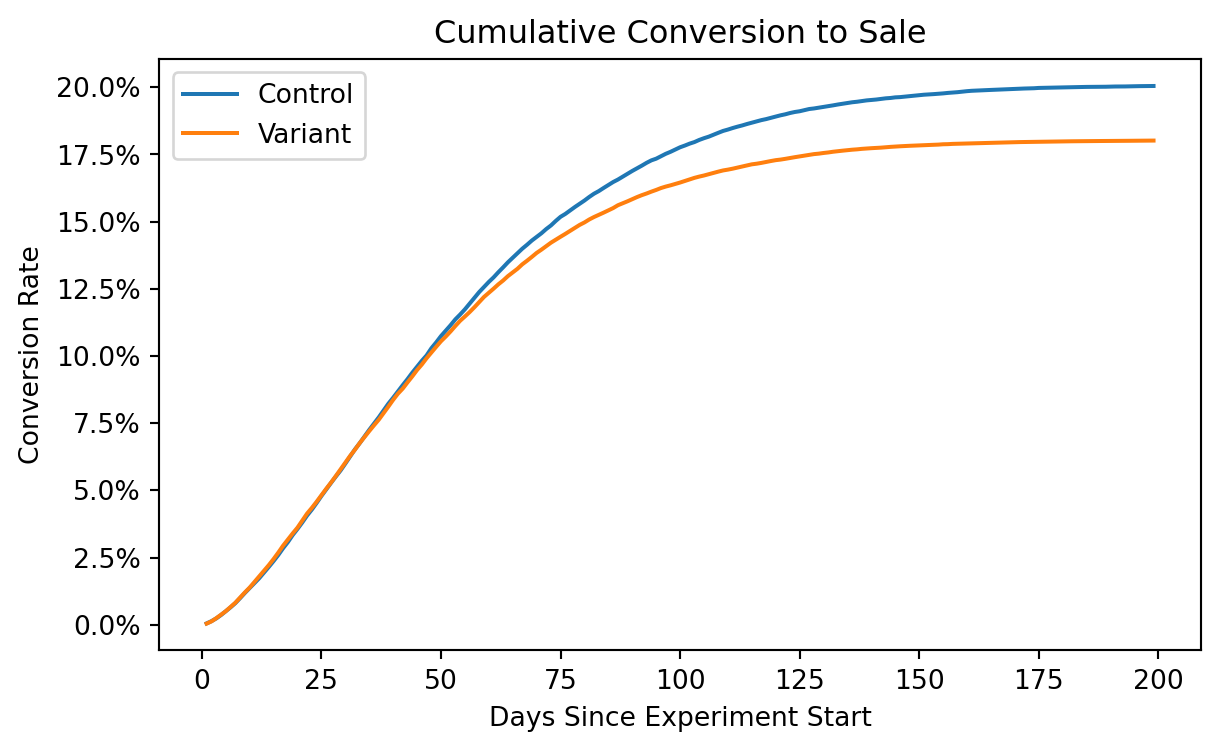 Cumulative Conversion to Sale
Control
Variant
20.0%
17.5%
15.0%
12.5%
10.0%
7.5%
5.0%
2.5%
0.0%
Conversion Rate
0 25 50 75 100 125 150 175 200
Days Since Experiment Start